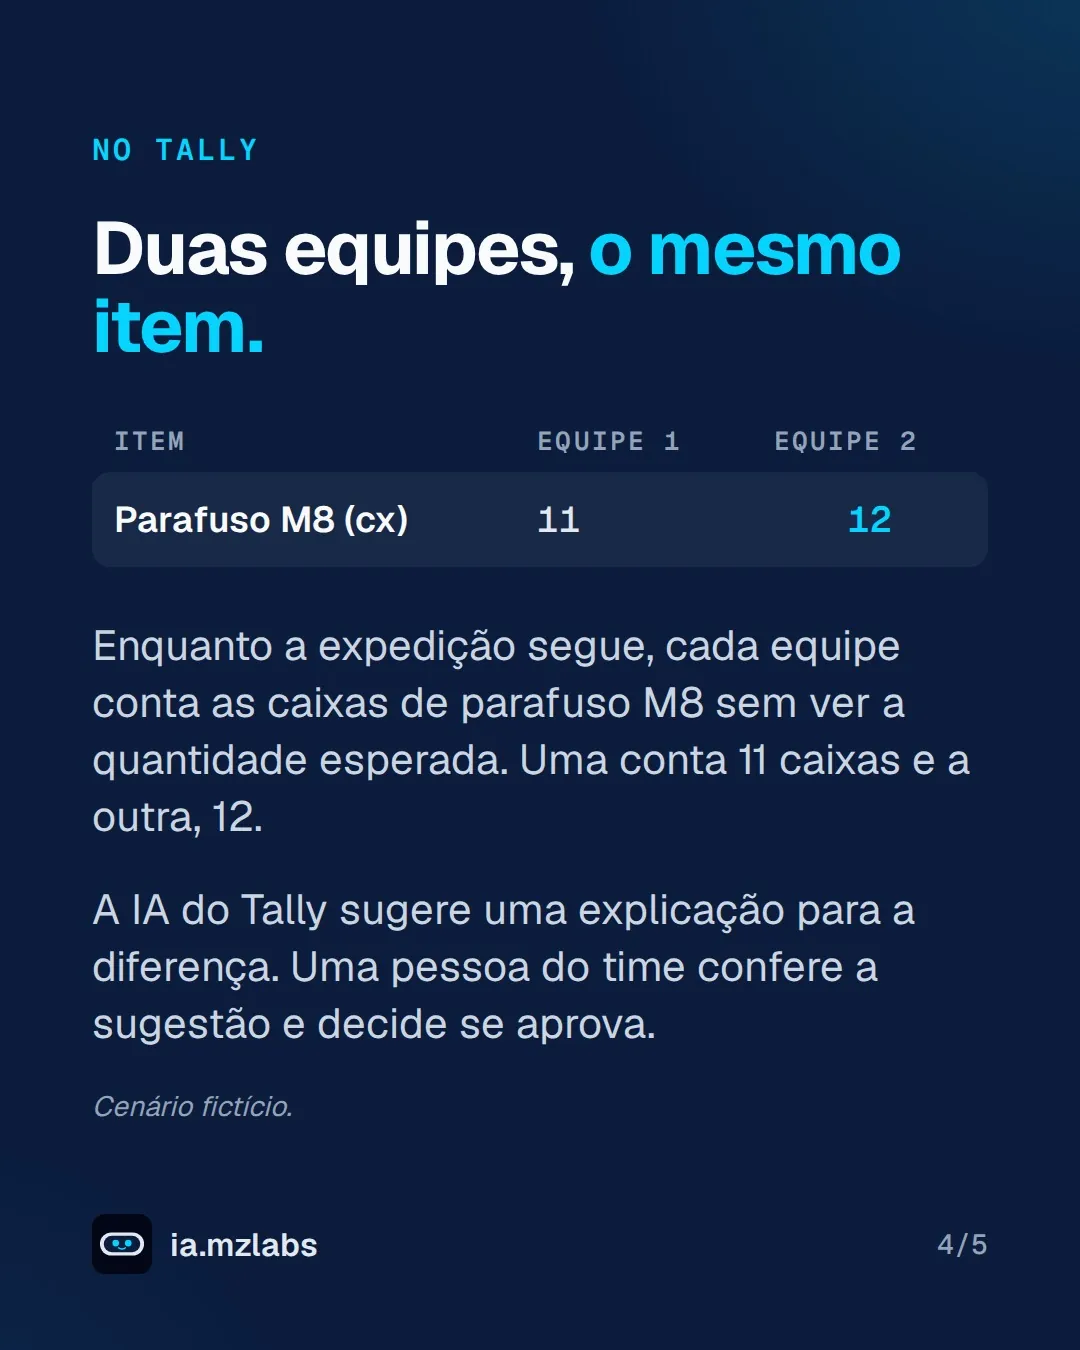 NO TALLY
Duas equipes, o mesmo
item.
ITEM EQUIPE 1 EQUIPE 2
Parafuso M8 (cx) 11 12
Enquanto a expedição segue, cada equipe
conta as caixas de parafuso M8 sem ver a
quantidade esperada. Uma conta 11 caixas e a
outra, 12.
A IA do Tally sugere uma explicação para a
diferença. Uma pessoa do time confere a
sugestão e decide se aprova.
Cenário fictício.
ia.mzlabs 4/5